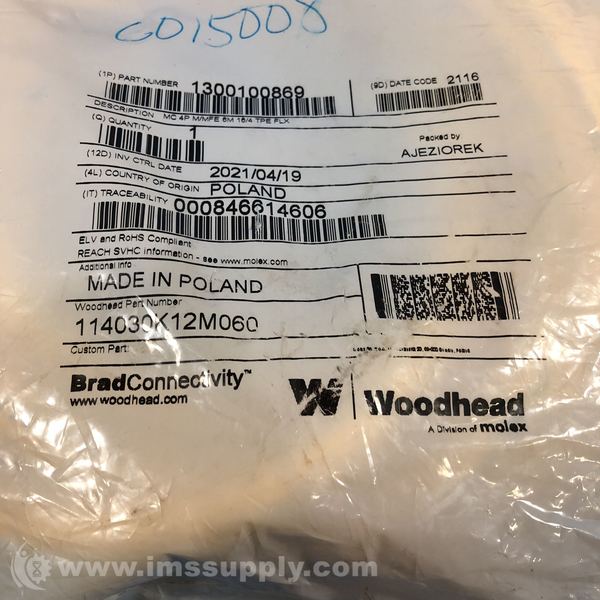 CO15008
(1P) PART NUMBER 1300100869
(9D) DATE CODE 2116
DESCRIPTION MC 4P M/MFE 6M 16/4 TPE FLX
(Q) QUANTITY 1
Packed by
AJEZIOREK
(12D) INV CTRL DATE 2021/04/19
(4L) COUNTRY OF ORIGIN POLAND
(1T) TRACEABILITY 000846614606
ELV and RoHS Compliant
REACH SVHC information - see www.molex.com
Additional Info
MADE IN POLAND
Woodhead Part Number
114030K12M060
Custom Part:
BradConnectivity™
www.woodhead.com
W Woodhead
A Division of molex
www.imssupply.com